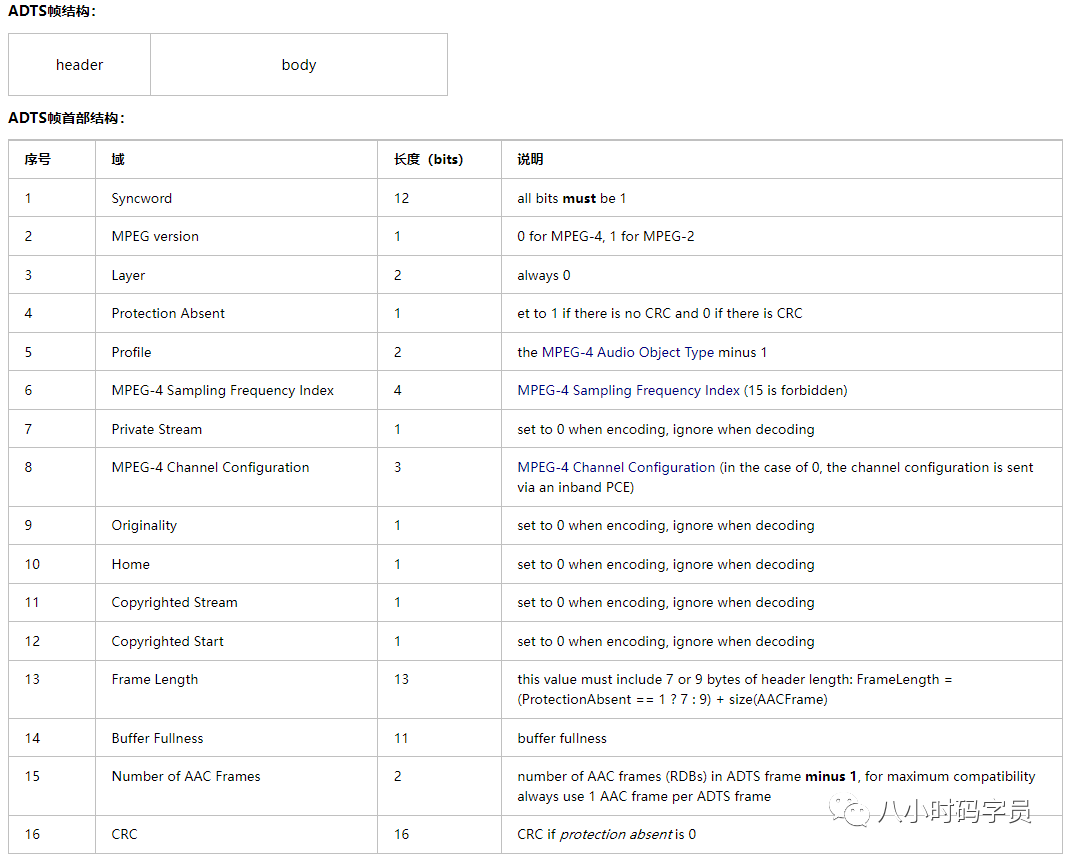 ADTS帧结构：
header body
ADTS帧首部结构：
序号 域 长度（bits） 说明
1 Syncword 12 all bits must be 1
2 MPEG version 1 0 for MPEG-4, 1 for MPEG-2
3 Layer 2 always 0
4 Protection Absent 1 et to 1 if there is no CRC and 0 if there is CRC
5 Profile 2 the MPEG-4 Audio Object Type minus 1
6 MPEG-4 Sampling Frequency Index 4 MPEG-4 Sampling Frequency Index (15 is forbidden)
7 Private Stream 1 set to 0 when encoding, ignore when decoding
8 MPEG-4 Channel Configuration 3 MPEG-4 Channel Configuration (in the case of 0, the channel configuration is sent
via an inband PCE)
9 Originality 1 set to 0 when encoding, ignore when decoding
10 Home 1 set to 0 when encoding, ignore when decoding
11 Copyrighted Stream 1 set to 0 when encoding, ignore when decoding
12 Copyrighted Start 1 set to 0 when encoding, ignore when decoding
13 Frame Length 13 this value must include 7 or 9 bytes of header length: FrameLength =
(ProtectionAbsent == 1 ? 7 : 9) + size(AACFrame)
14 Buffer Fullness 11 buffer fullness
15 Number of AAC Frames 2 number of AAC frames (RDBs) in ADTS frame minus 1, for maximum compatibility
always use 1 AAC frame per ADTS frame
八小时码字员
16 CRC 16 CRC if protection absent is 0